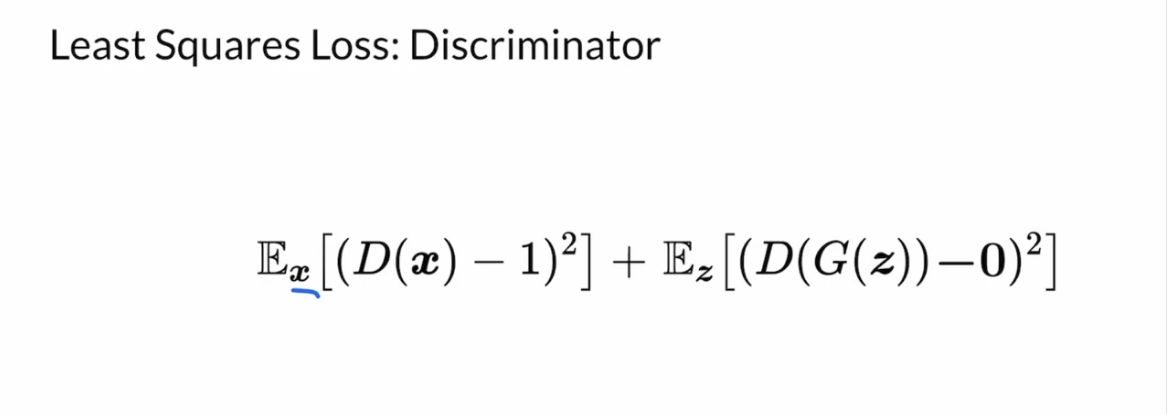 Least Squares Loss: Discriminator
𝔼ₓ[(D(x) − 1)²] + 𝔼_z[(D(G(z))−0)²]